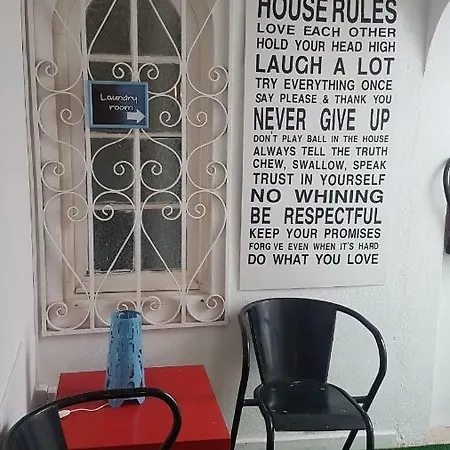 Laundry
room
HOUSE RULES
LOVE EACH OTHER
HOLD YOUR HEAD HIGH
LAUGH A LOT
TRY EVERYTHING ONCE
SAY PLEASE & THANK YOU
NEVER GIVE UP
DON'T PLAY BALL IN THE HOUSE
ALWAYS TELL THE TRUTH
CHEW, SWALLOW, SPEAK
TRUST IN YOURSELF
NO WHINING
BE RESPECTFUL
KEEP YOUR PROMISES
FORG VE EVEN WHEN IT'S HARD
DO WHAT YOU LOVE